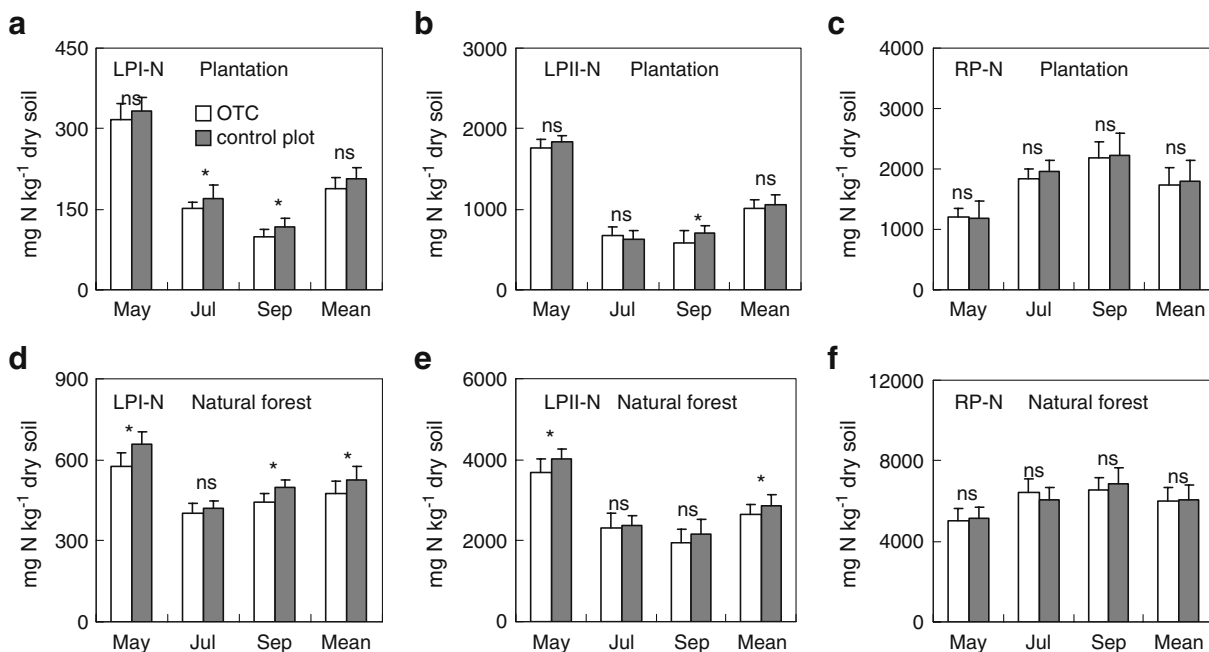 a
450
300
150
0
mg N kg⁻¹ dry soil
LPI-N Plantation
OTC
control plot
ns
*
*
ns
May Jul Sep Mean
b
3000
2000
1000
0
mg N kg⁻¹ dry soil
LPII-N Plantation
ns
ns
*
ns
May Jul Sep Mean
c
4000
3000
2000
1000
0
mg N kg⁻¹ dry soil
RP-N Plantation
ns
ns
ns
ns
May Jul Sep Mean
d
900
600
300
0
mg N kg⁻¹ dry soil
LPI-N Natural forest
*
ns
*
*
May Jul Sep Mean
e
6000
4000
2000
0
mg N kg⁻¹ dry soil
LPII-N Natural forest
*
ns
ns
*
May Jul Sep Mean
f
12000
8000
4000
0
mg N kg⁻¹ dry soil
RP-N Natural forest
ns
ns
ns
ns
May Jul Sep Mean